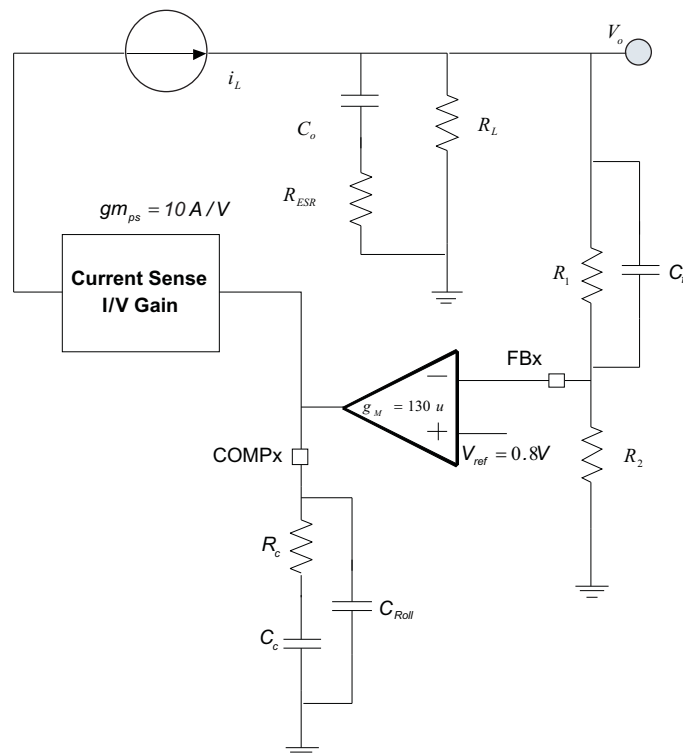 V_o
i_L
C_o
R_L
R_ESR
gm_ps = 10 A / V
Current Sense
I/V Gain
R_1
FBx
g_M = 130 u
V_ref = 0.8V
COMPx
R_2
R_c
C_Roll
C_c